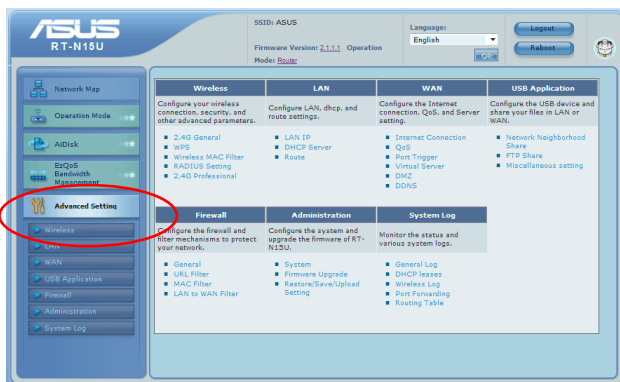 ASUS
RT-N15U
SSID: ASUS
Firmware Version: 2.1.1.1 Operation
Mode: Router
Language:
English
OK
Logout
Reboot
Network Map
Operation Mode
AiDisk
EzQoS
Bandwidth
Management
Advanced Setting
Wireless
LAN
WAN
USB Application
Firewall
Administration
System Log
Wireless
Configure your wireless
connection, security, and
other advanced parameters.
2.4G General
WPS
Wireless MAC Filter
RADIUS Setting
2.4G Professional
LAN
Configure LAN, dhcp, and
route settings.
LAN IP
DHCP Server
Route
WAN
Configure the Internet
connection, QoS, and Server
setting.
Internet Connection
QoS
Port Trigger
Virtual Server
DMZ
DDNS
USB Application
Configure the USB device and
share your files in LAN or
WAN.
Network Neighborhood
Share
FTP Share
Miscellaneous setting
Firewall
Configure the firewall and
filter mechanisms to protect
your network.
General
URL Filter
MAC Filter
LAN to WAN Filter
Administration
Configure the system and
upgrade the firmware of RT-
N15U.
System
Firmware Upgrade
Restore/Save/Upload
Setting
System Log
Monitor the status and
various system logs.
General Log
DHCP leases
Wireless Log
Port Forwarding
Routing Table